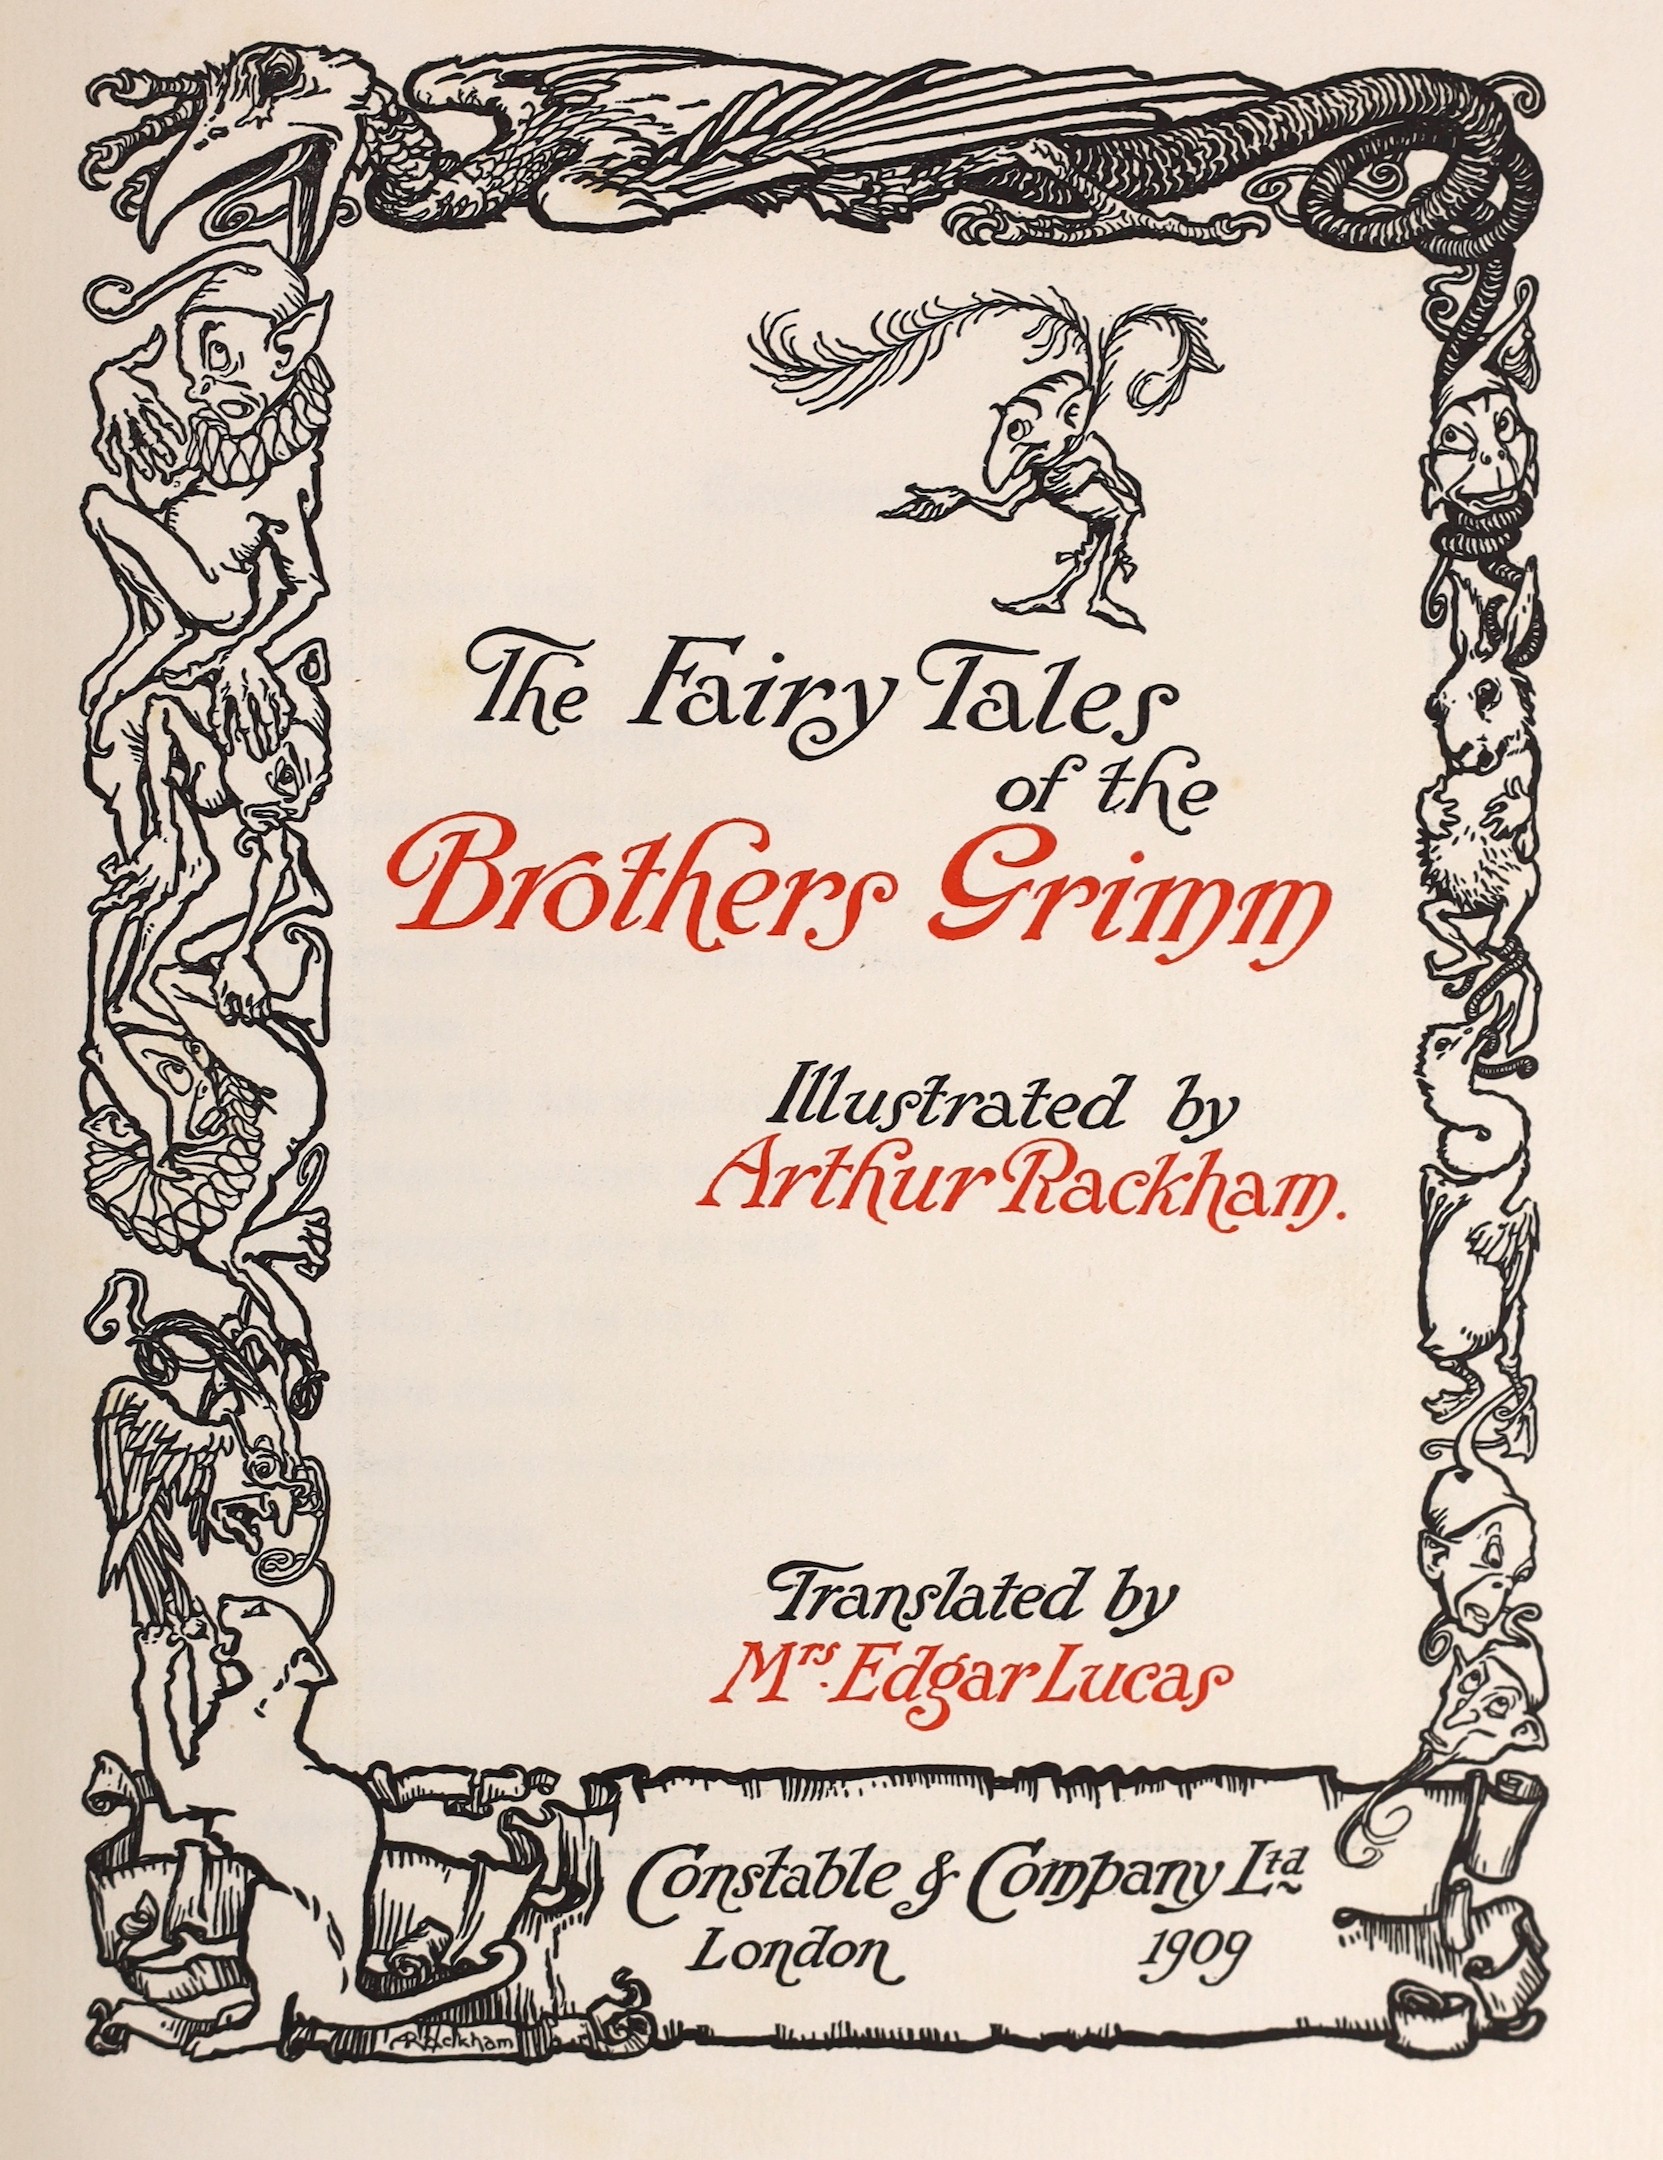 The Fairy Tales
of the
Brothers Grimm
Illustrated by
Arthur Rackham.
Translated by
Mrs. Edgar Lucas
Constable & Company Ltd
London 1909
ARackham